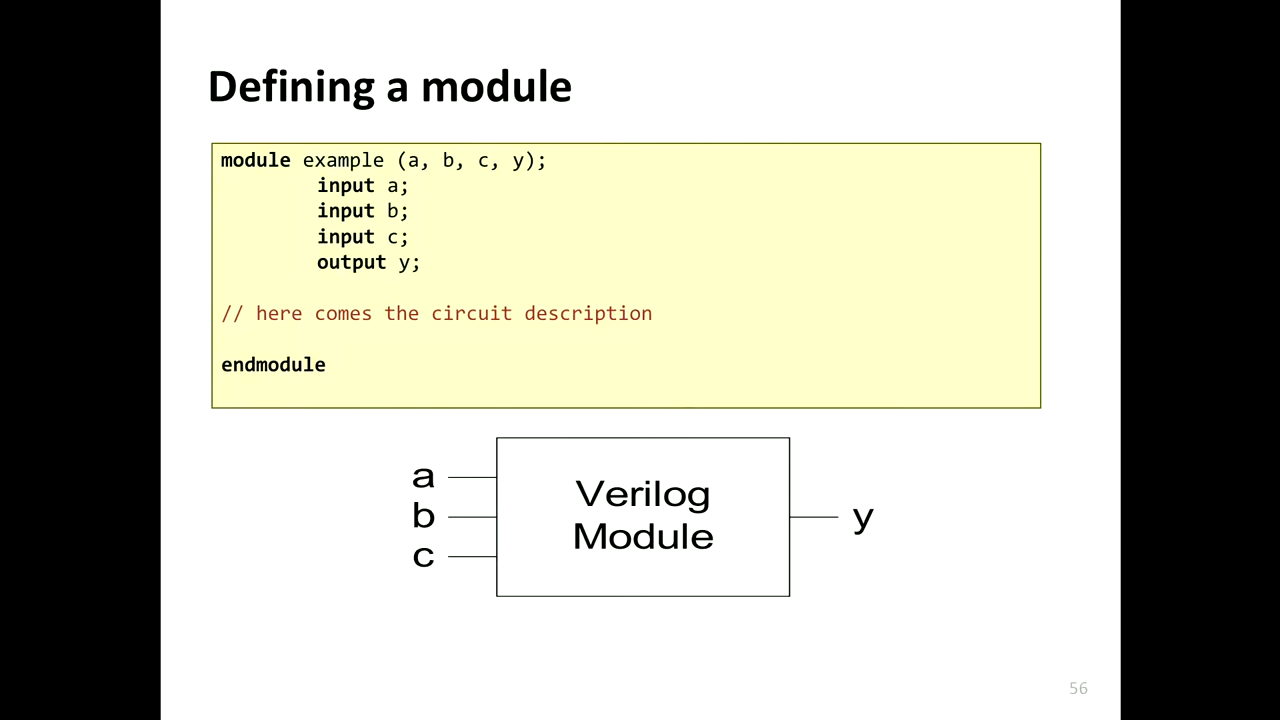 Defining a module
module example (a, b, c, y);
input a;
input b;
input c;
output y;
// here comes the circuit description
endmodule
a
b
c
Verilog
Module
y
56